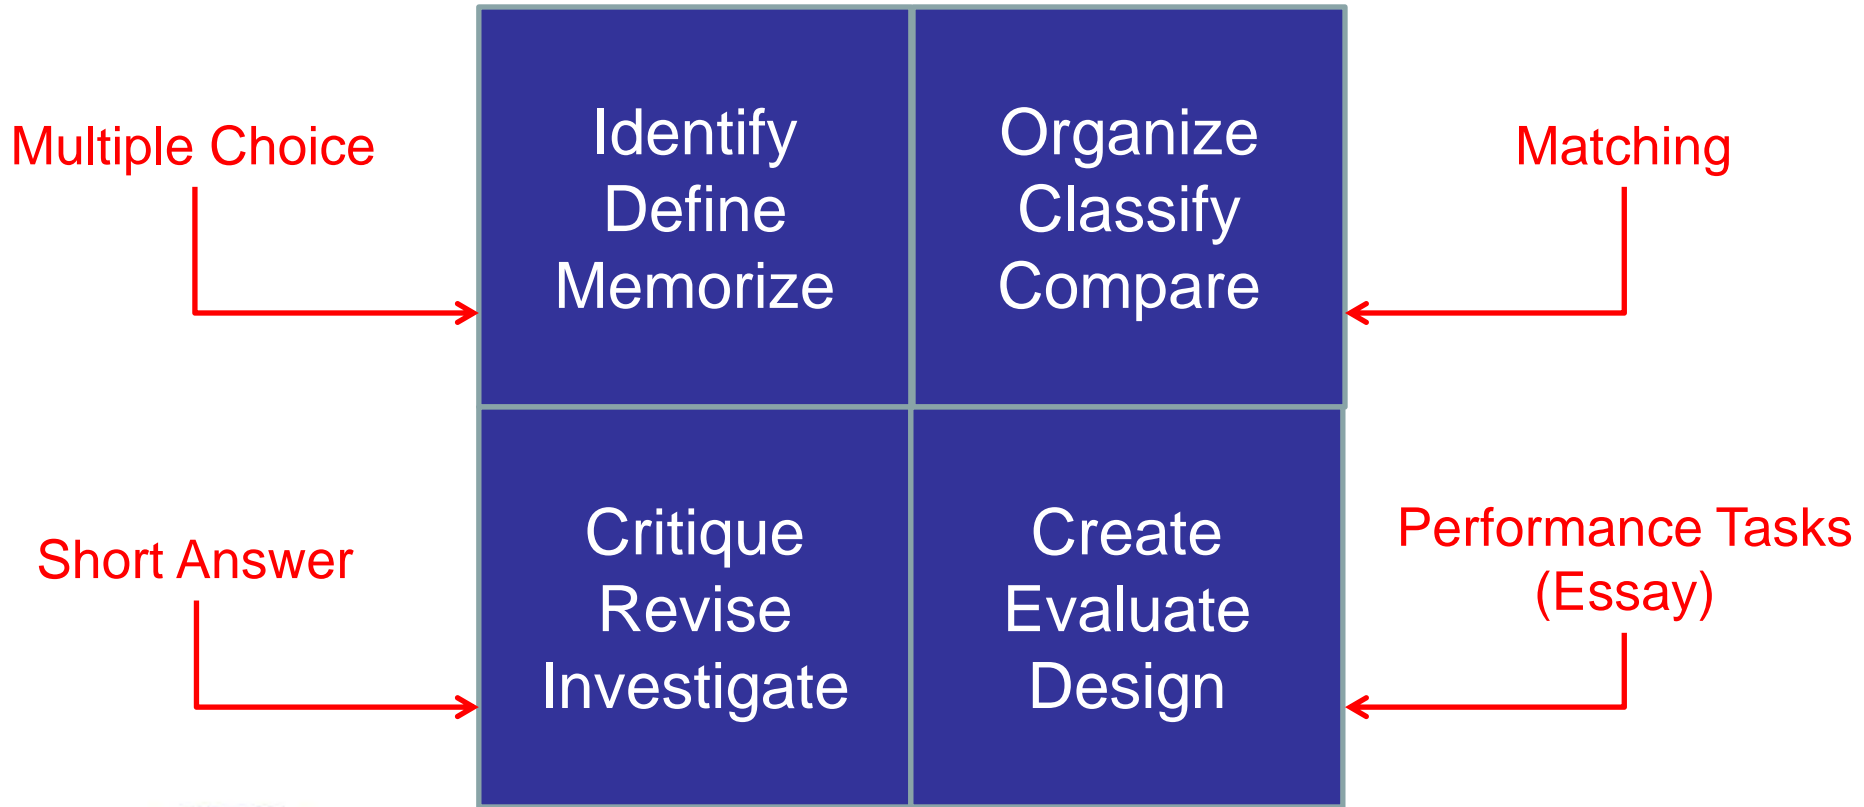 Multiple Choice
Identify
Define
Memorize
Organize
Classify
Compare
Matching
Short Answer
Critique
Revise
Investigate
Create
Evaluate
Design
Performance Tasks
(Essay)